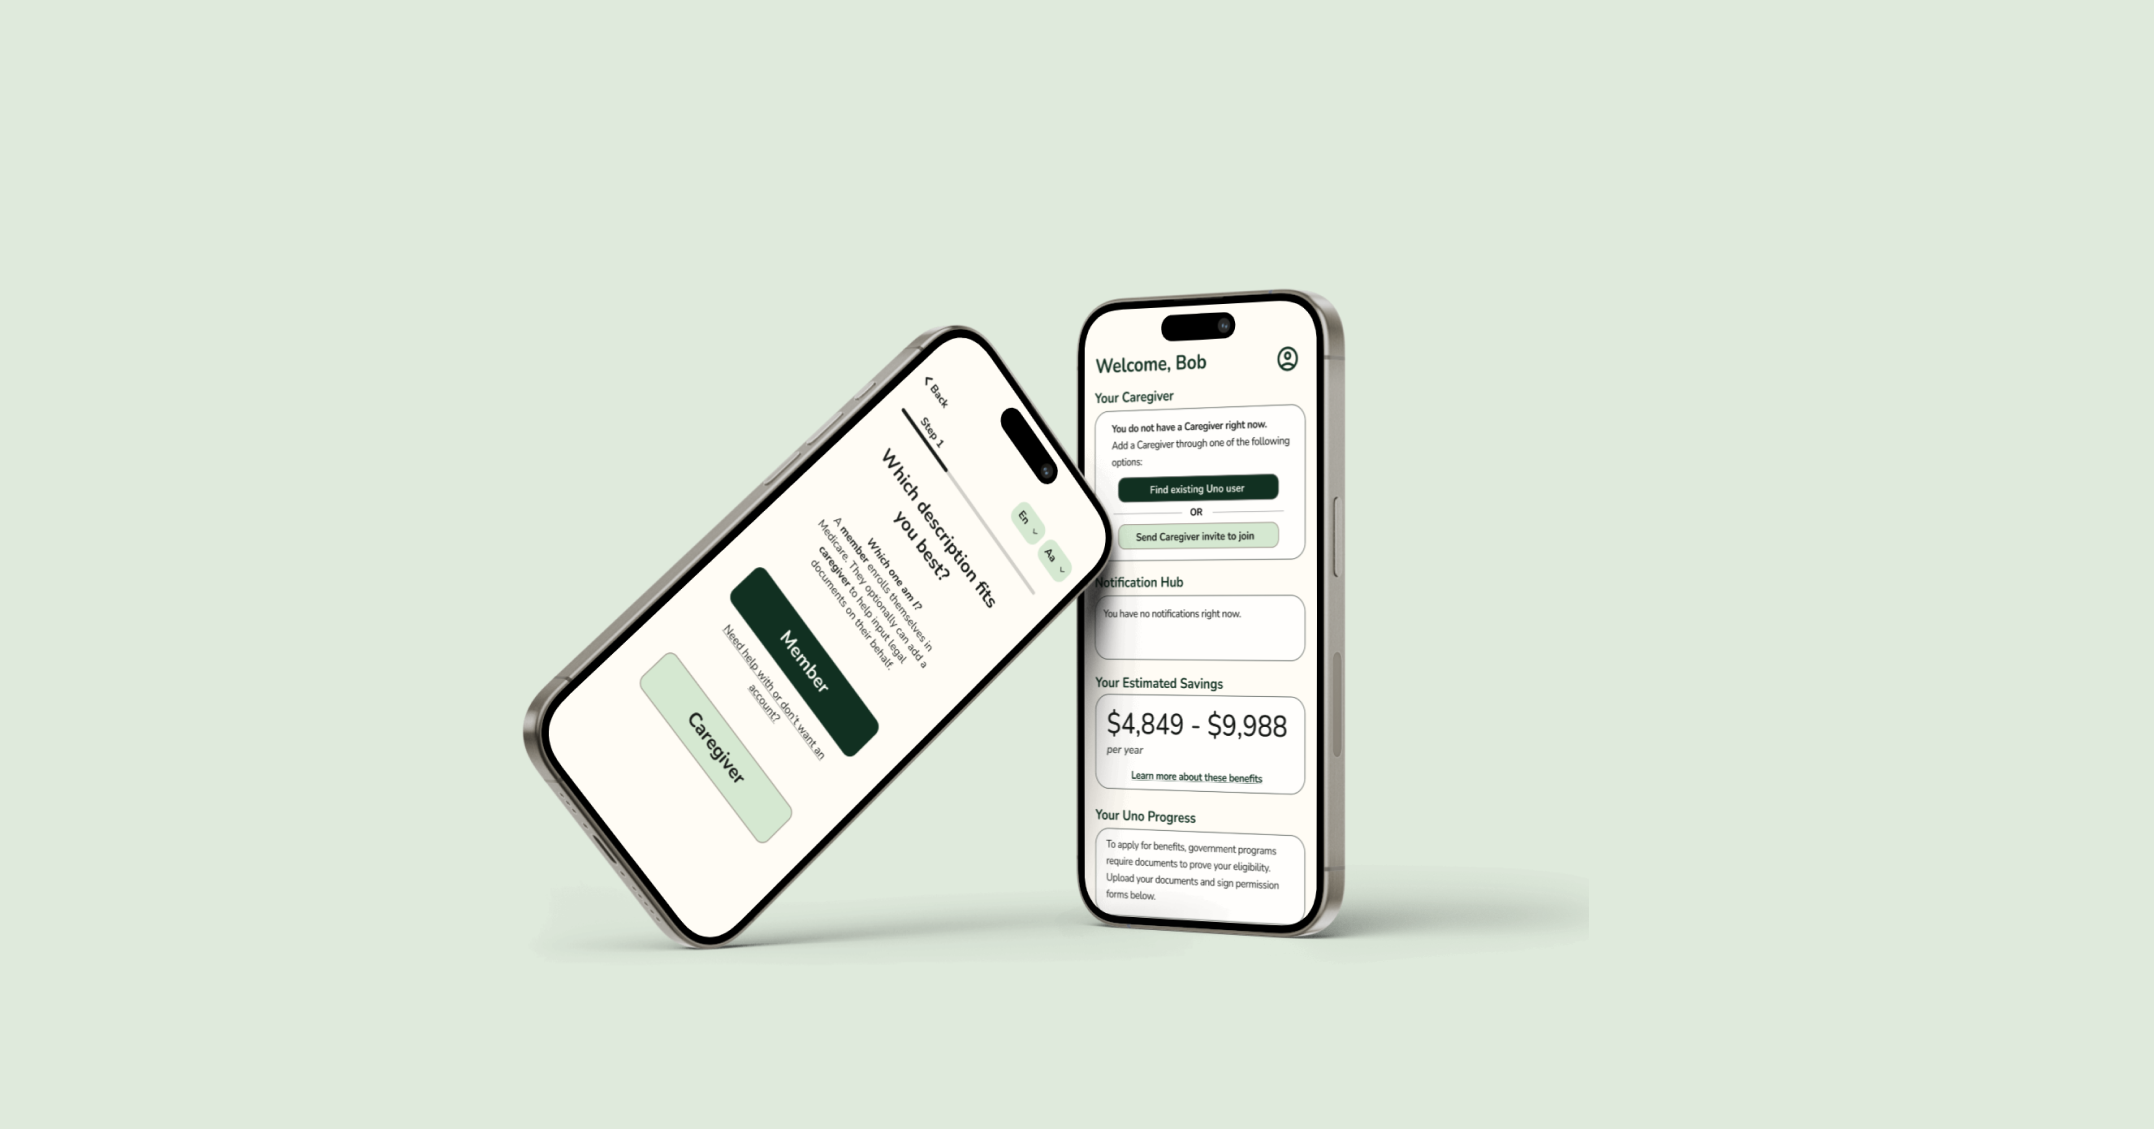 Back
Step 1
En
Aa
Which description fits
you best?
Which one am I?
A member enrolls themselves in
Medicare. They optionally can add a
caregiver to help input legal
documents on their behalf.
Member
Need help with or don't want an
account?
Caregiver
Welcome, Bob
Your Caregiver
You do not have a Caregiver right now.
Add a Caregiver through one of the following
options:
Find existing Uno user
OR
Send Caregiver invite to join
Notification Hub
You have no notifications right now.
Your Estimated Savings
$4,849 - $9,988
per year
Learn more about these benefits
Your Uno Progress
To apply for benefits, government programs
require documents to prove your eligibility.
Upload your documents and sign permission
forms below.